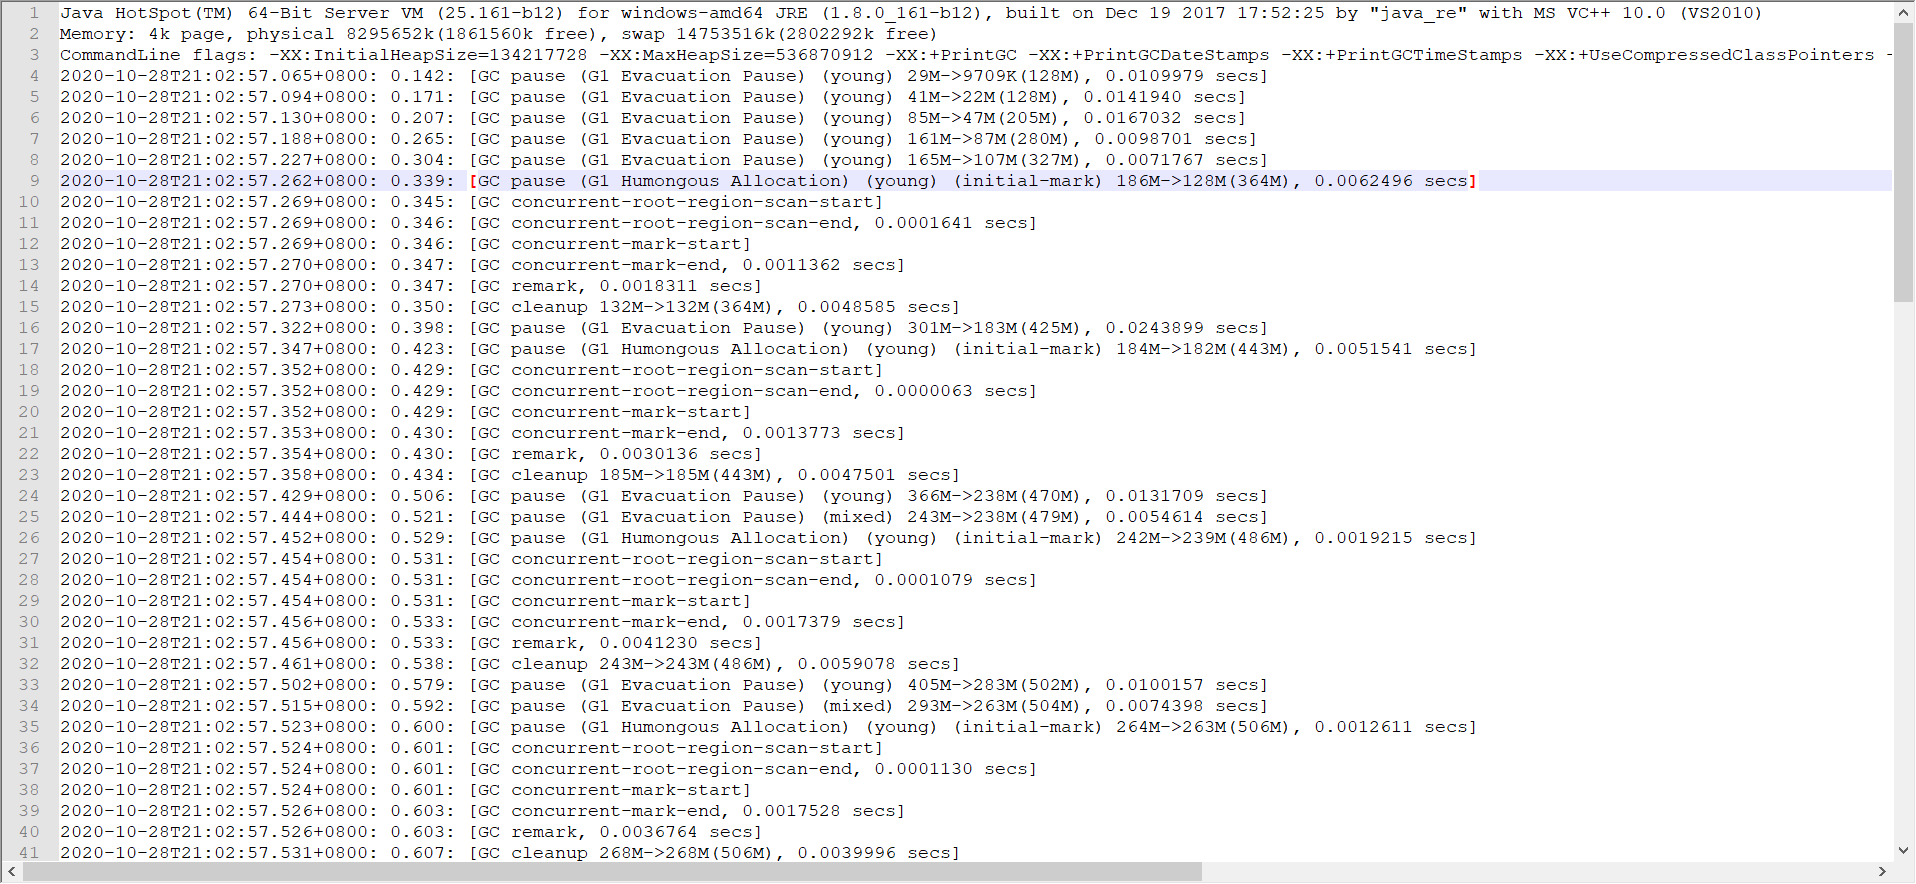 1 Java HotSpot(TM) 64-Bit Server VM (25.161-b12) for windows-amd64 JRE (1.8.0_161-b12), built on Dec 19 2017 17:52:25 by "java_re" with MS VC++ 10.0 (VS2010)
2 Memory: 4k page, physical 8295652k(1861560k free), swap 14753516k(2802292k free)
3 CommandLine flags: -XX:InitialHeapSize=134217728 -XX:MaxHeapSize=536870912 -XX:+PrintGC -XX:+PrintGCDateStamps -XX:+PrintGCTimeStamps -XX:+UseCompressedClassPointers -
4 2020-10-28T21:02:57.065+0800: 0.142: [GC pause (G1 Evacuation Pause) (young) 29M->9709K(128M), 0.0109979 secs]
5 2020-10-28T21:02:57.094+0800: 0.171: [GC pause (G1 Evacuation Pause) (young) 41M->22M(128M), 0.0141940 secs]
6 2020-10-28T21:02:57.130+0800: 0.207: [GC pause (G1 Evacuation Pause) (young) 85M->47M(205M), 0.0167032 secs]
7 2020-10-28T21:02:57.188+0800: 0.265: [GC pause (G1 Evacuation Pause) (young) 161M->87M(280M), 0.0098701 secs]
8 2020-10-28T21:02:57.227+0800: 0.304: [GC pause (G1 Evacuation Pause) (young) 165M->107M(327M), 0.0071767 secs]
9 2020-10-28T21:02:57.262+0800: 0.339: [GC pause (G1 Humongous Allocation) (young) (initial-mark) 186M->128M(364M), 0.0062496 secs]
10 2020-10-28T21:02:57.269+0800: 0.345: [GC concurrent-root-region-scan-start]
11 2020-10-28T21:02:57.269+0800: 0.346: [GC concurrent-root-region-scan-end, 0.0001641 secs]
12 2020-10-28T21:02:57.269+0800: 0.346: [GC concurrent-mark-start]
13 2020-10-28T21:02:57.270+0800: 0.347: [GC concurrent-mark-end, 0.0011362 secs]
14 2020-10-28T21:02:57.270+0800: 0.347: [GC remark, 0.0018311 secs]
15 2020-10-28T21:02:57.273+0800: 0.350: [GC cleanup 132M->132M(364M), 0.0048585 secs]
16 2020-10-28T21:02:57.322+0800: 0.398: [GC pause (G1 Evacuation Pause) (young) 301M->183M(425M), 0.0243899 secs]
17 2020-10-28T21:02:57.347+0800: 0.423: [GC pause (G1 Humongous Allocation) (young) (initial-mark) 184M->182M(443M), 0.0051541 secs]
18 2020-10-28T21:02:57.352+0800: 0.429: [GC concurrent-root-region-scan-start]
19 2020-10-28T21:02:57.352+0800: 0.429: [GC concurrent-root-region-scan-end, 0.0000063 secs]
20 2020-10-28T21:02:57.352+0800: 0.429: [GC concurrent-mark-start]
21 2020-10-28T21:02:57.353+0800: 0.430: [GC concurrent-mark-end, 0.0013773 secs]
22 2020-10-28T21:02:57.354+0800: 0.430: [GC remark, 0.0030136 secs]
23 2020-10-28T21:02:57.358+0800: 0.434: [GC cleanup 185M->185M(443M), 0.0047501 secs]
24 2020-10-28T21:02:57.429+0800: 0.506: [GC pause (G1 Evacuation Pause) (young) 366M->238M(470M), 0.0131709 secs]
25 2020-10-28T21:02:57.444+0800: 0.521: [GC pause (G1 Evacuation Pause) (mixed) 243M->238M(479M), 0.0054614 secs]
26 2020-10-28T21:02:57.452+0800: 0.529: [GC pause (G1 Humongous Allocation) (young) (initial-mark) 242M->239M(486M), 0.0019215 secs]
27 2020-10-28T21:02:57.454+0800: 0.531: [GC concurrent-root-region-scan-start]
28 2020-10-28T21:02:57.454+0800: 0.531: [GC concurrent-root-region-scan-end, 0.0001079 secs]
29 2020-10-28T21:02:57.454+0800: 0.531: [GC concurrent-mark-start]
30 2020-10-28T21:02:57.456+0800: 0.533: [GC concurrent-mark-end, 0.0017379 secs]
31 2020-10-28T21:02:57.456+0800: 0.533: [GC remark, 0.0041230 secs]
32 2020-10-28T21:02:57.461+0800: 0.538: [GC cleanup 243M->243M(486M), 0.0059078 secs]
33 2020-10-28T21:02:57.502+0800: 0.579: [GC pause (G1 Evacuation Pause) (young) 405M->283M(502M), 0.0100157 secs]
34 2020-10-28T21:02:57.515+0800: 0.592: [GC pause (G1 Evacuation Pause) (mixed) 293M->263M(504M), 0.0074398 secs]
35 2020-10-28T21:02:57.523+0800: 0.600: [GC pause (G1 Humongous Allocation) (young) (initial-mark) 264M->263M(506M), 0.0012611 secs]
36 2020-10-28T21:02:57.524+0800: 0.601: [GC concurrent-root-region-scan-start]
37 2020-10-28T21:02:57.524+0800: 0.601: [GC concurrent-root-region-scan-end, 0.0001130 secs]
38 2020-10-28T21:02:57.524+0800: 0.601: [GC concurrent-mark-start]
39 2020-10-28T21:02:57.526+0800: 0.603: [GC concurrent-mark-end, 0.0017528 secs]
40 2020-10-28T21:02:57.526+0800: 0.603: [GC remark, 0.0036764 secs]
41 2020-10-28T21:02:57.531+0800: 0.607: [GC cleanup 268M->268M(506M), 0.0039996 secs]